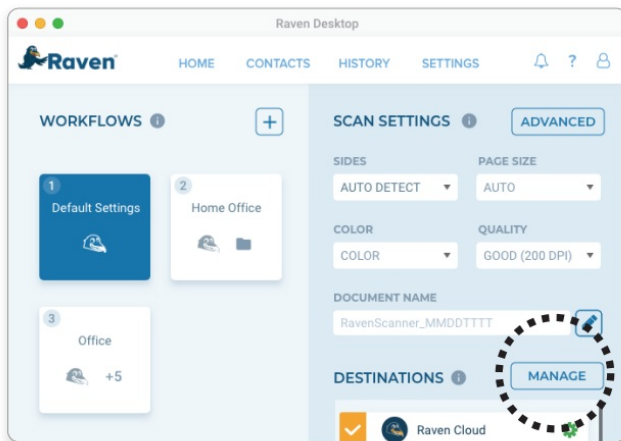 Raven Desktop
Raven™
HOME CONTACTS HISTORY SETTINGS ?
WORKFLOWS i +
1
Default Settings
2
Home Office
3
Office
+5
SCAN SETTINGS i ADVANCED
SIDES PAGE SIZE
AUTO DETECT AUTO
COLOR QUALITY
COLOR GOOD (200 DPI)
DOCUMENT NAME
RavenScanner_MMDDTTTT
DESTINATIONS i MANAGE
Raven Cloud